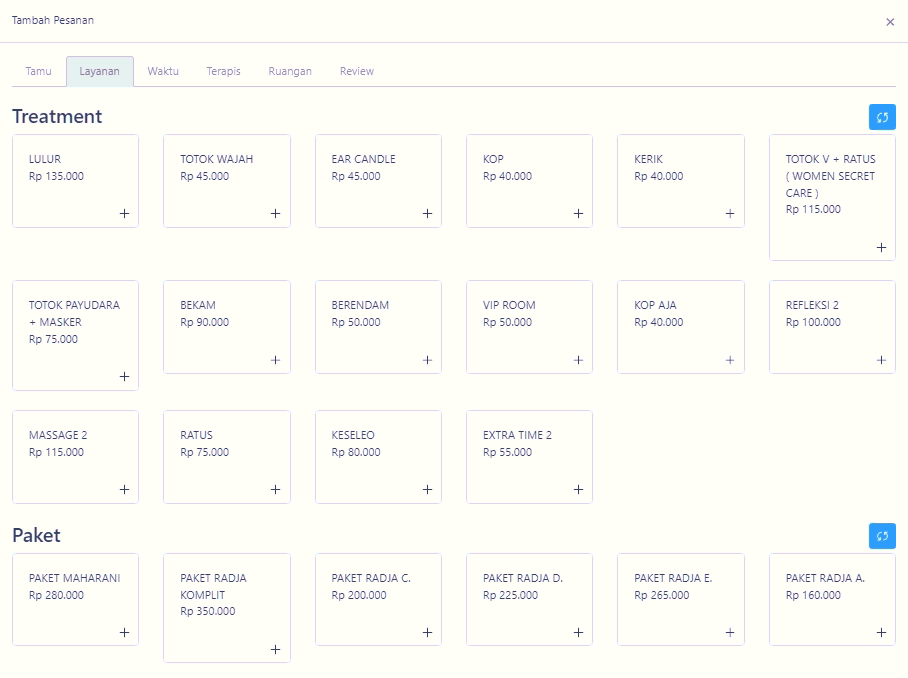 Tambah Pesanan ×
Tamu Layanan Waktu Terapis Ruangan Review
Treatment
LULUR
Rp 135.000
+
TOTOK WAJAH
Rp 45.000
+
EAR CANDLE
Rp 45.000
+
KOP
Rp 40.000
+
KERIK
Rp 40.000
+
TOTOK V + RATUS
( WOMEN SECRET
CARE )
Rp 115.000
+
TOTOK PAYUDARA
+ MASKER
Rp 75.000
+
BEKAM
Rp 90.000
+
BERENDAM
Rp 50.000
+
VIP ROOM
Rp 50.000
+
KOP AJA
Rp 40.000
+
REFLEKSI 2
Rp 100.000
+
MASSAGE 2
Rp 115.000
+
RATUS
Rp 75.000
+
KESELEO
Rp 80.000
+
EXTRA TIME 2
Rp 55.000
+
Paket
PAKET MAHARANI
Rp 280.000
+
PAKET RADJA
KOMPLIT
Rp 350.000
+
PAKET RADJA C.
Rp 200.000
+
PAKET RADJA D.
Rp 225.000
+
PAKET RADJA E.
Rp 265.000
+
PAKET RADJA A.
Rp 160.000
+